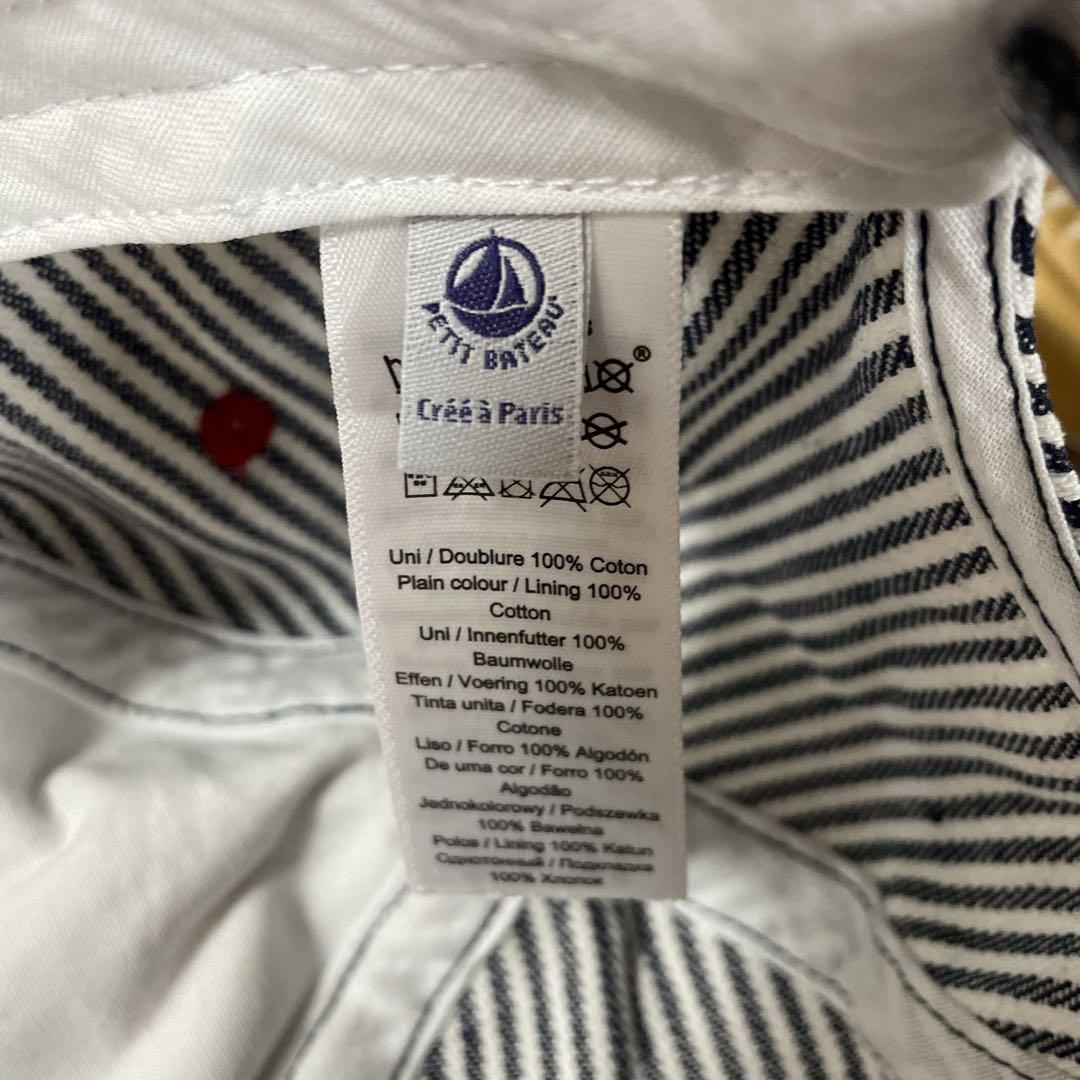 PETIT BATEAU
Créé à Paris
®
Uni / Doublure 100% Coton
Plain colour / Lining 100%
Cotton
Uni / Innenfutter 100%
Baumwolle
Effen / Voering 100% Katoen
Tinta unita / Fodera 100%
Cotone
Liso / Forro 100% Algodón
De uma cor / Forro 100%
Algodão
Jednokolorowy / Podszewka
100% Bawełna
Polos / Lining 100% Katun
Однотонный / Подкладка
100% Хлопок